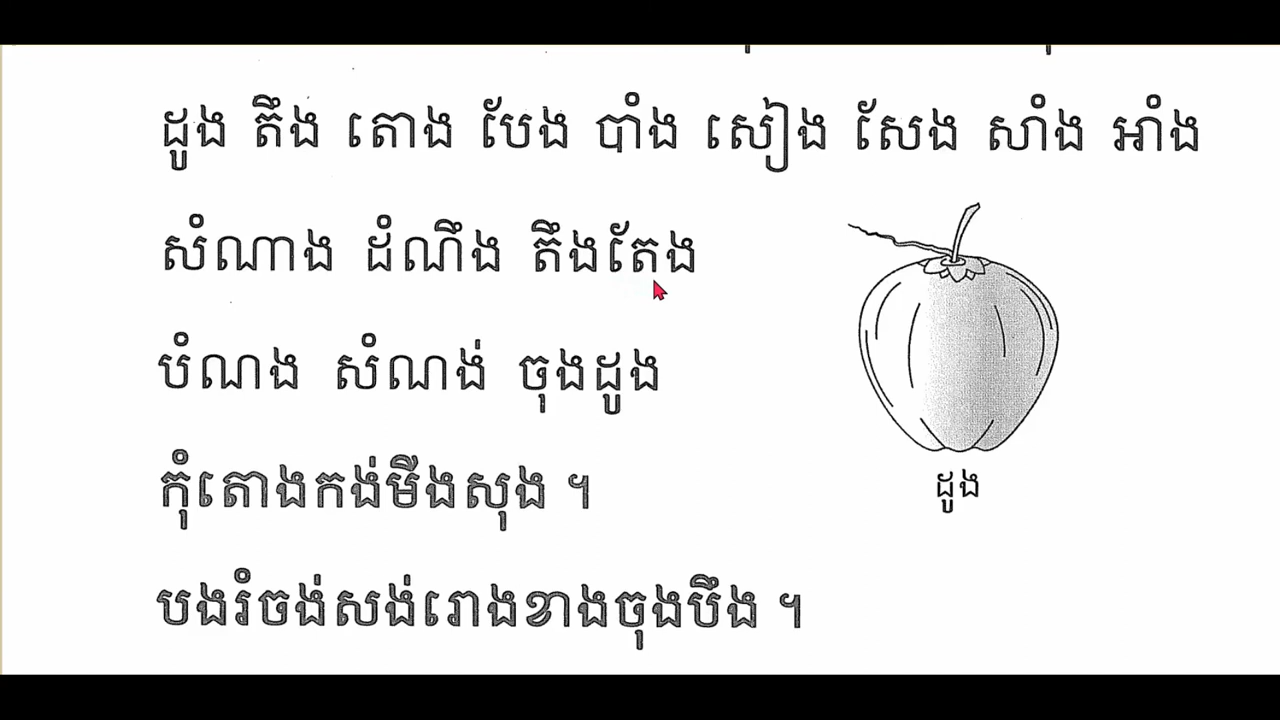 ដូង តឹង តោង បែង បាំង សៀង សែង សាំង អាំង
សំណាង ដំណឹង តឹងតែង
បំណង សំណង់ ចុងដូង
ដូង
កុំតោងកង់មីងសុង ។
បងរំចង់សង់រោងខាងចុងបឹង ។